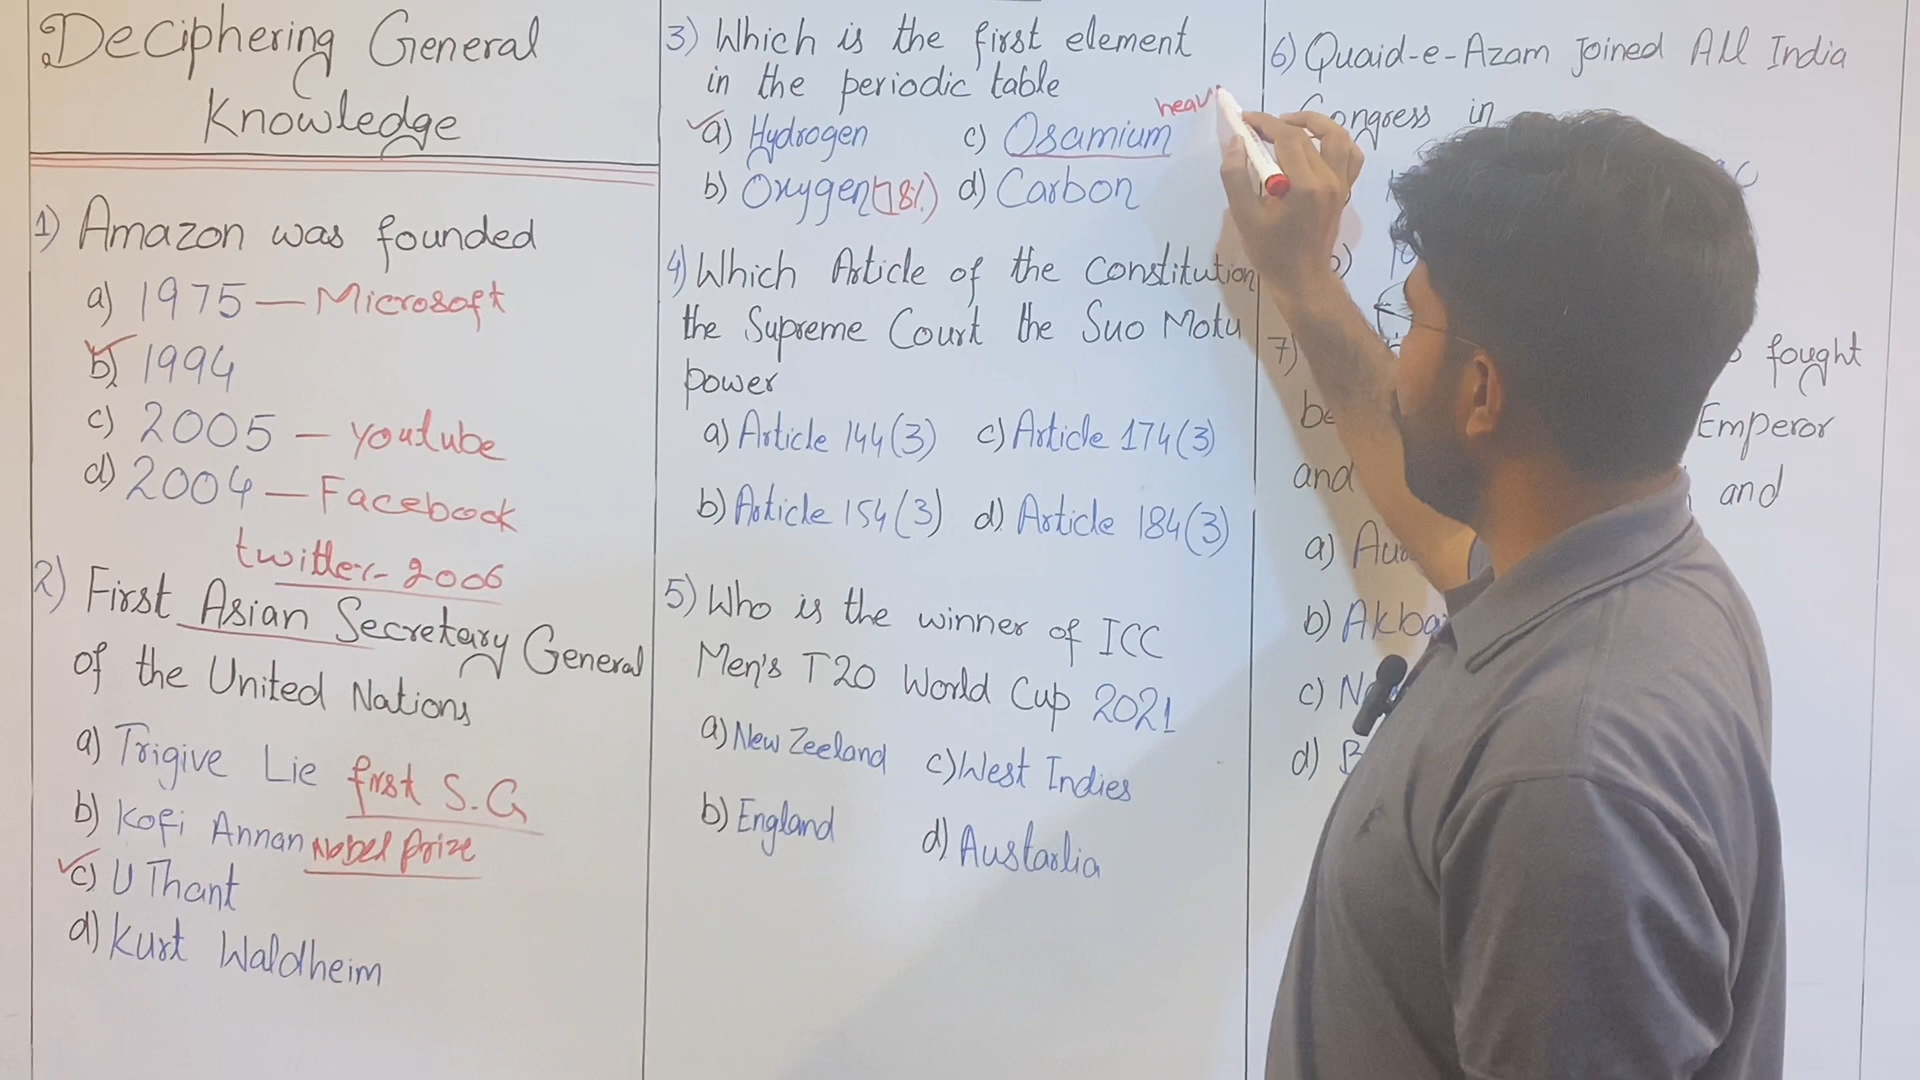 Deciphering General
Knowledge
1) Amazon was founded
a) 1975 — Microsoft
b) 1994
c) 2005 — youtube
d) 2004 — Facebook
twitter - 2006
2) First Asian Secretary General
of the United Nations
a) Trigive Lie first S.G
b) Kofi Annan Nobel Prize
c) U Thant
d) Kurt Waldheim
3) Which is the first element
in the periodic table
a) Hydrogen c) Osamium
b) Oxygen d) Carbon
4) Which Article of the constitution
the Supreme Court the Suo Motu
power
a) Article 144(3) c) Article 174(3)
b) Article 154(3) d) Article 184(3)
5) Who is the winner of ICC
Men's T20 World Cup 2021
a) New Zeeland c) West Indies
b) England d) Austarlia
6) Quaid-e-Azam Joined All India
Congress in
7) fought
Emperor
and and
a)
b)
c)
d)